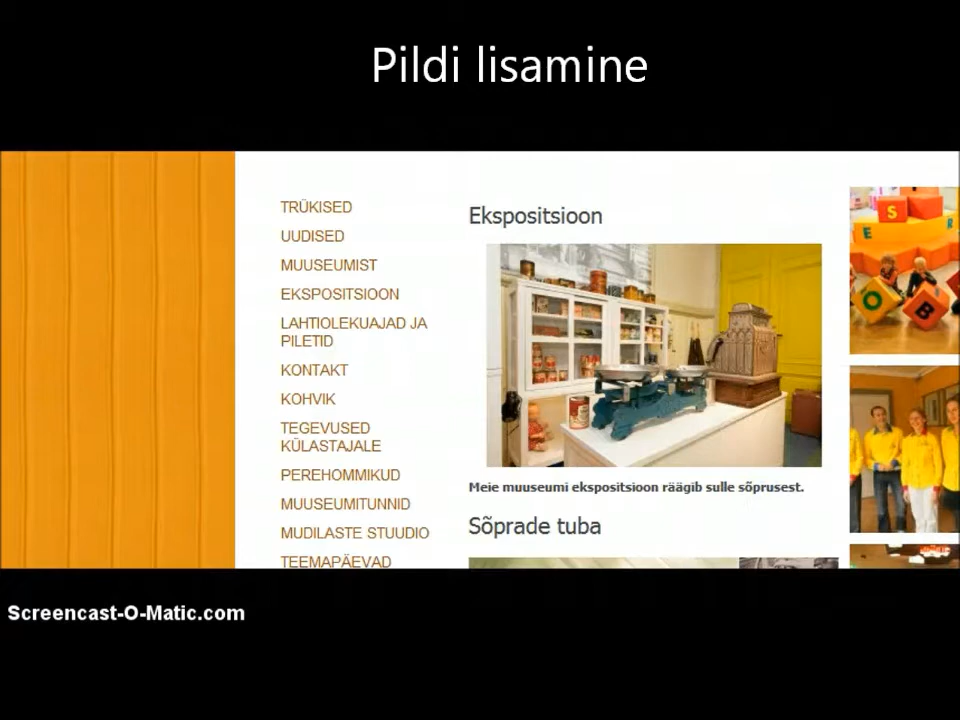 Pildi lisamine
TRÜKISED
UUDISED
MUUSEUMIST
EKSPOSITSIOON
LAHTIOLEKUAJAD JA
PILETID
KONTAKT
KOHVIK
TEGEVUSED
KÜLASTAJALE
PEREHOMMIKUD
MUUSEUMITUNNID
MUDILASTE STUUDIO
TEEMAPÄEVAD
Ekspositsioon
Meie muuseumi ekspositsioon räägib sulle sõprusest.
Sõprade tuba
S
E
R
O
B
Screencast-O-Matic.com